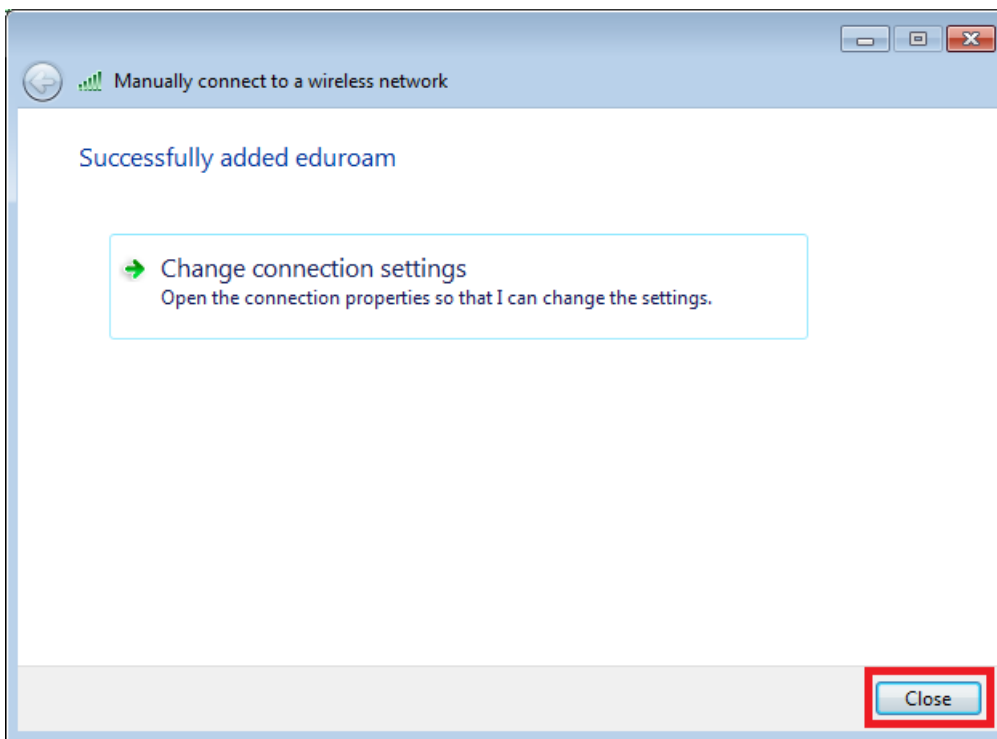 Manually connect to a wireless network
Successfully added eduroam
Change connection settings
Open the connection properties so that I can change the settings.
Close